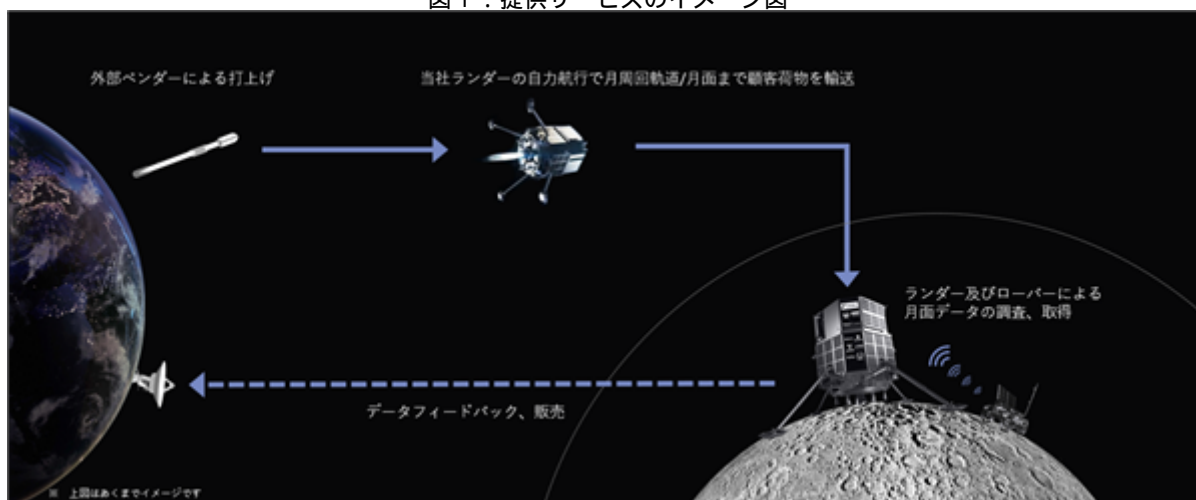 図1：提供サービスのイメージ図
外部ベンダーによる打上げ
当社ランダーの自力航行で月周回軌道/月面まで顧客荷物を輸送
ランダー及びローバーによる
月面データの調査、取得
データフィードバック、販売
※ 上図はあくまでイメージです